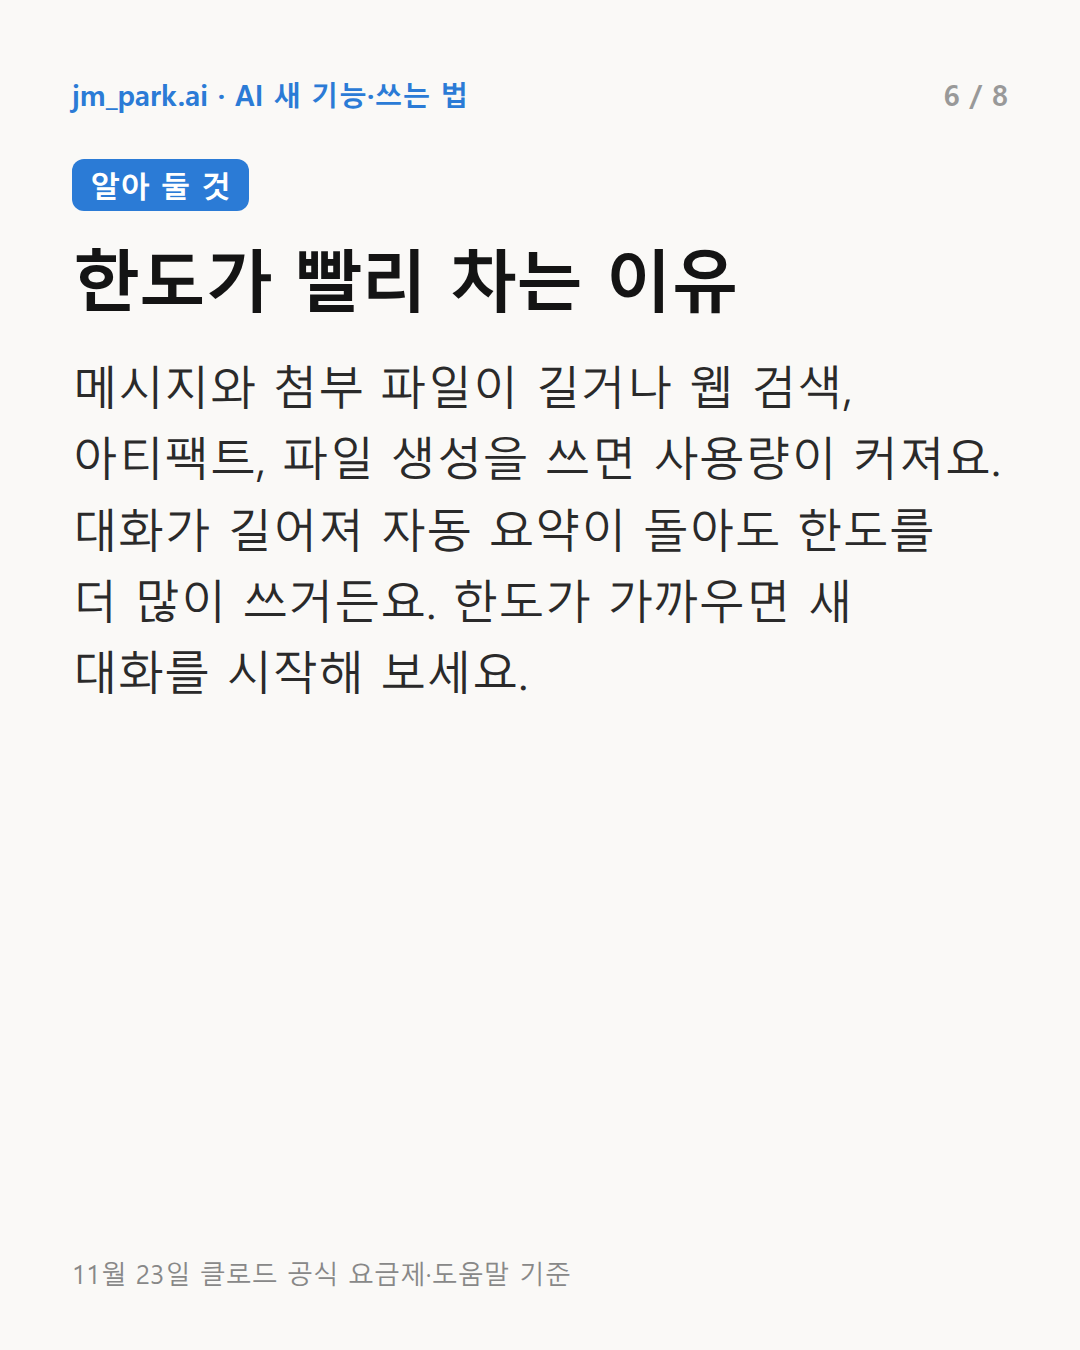 jm_park.ai · AI 새 기능·쓰는 법
6 / 8
알아 둘 것
한도가 빨리 차는 이유
메시지와 첨부 파일이 길거나 웹 검색,
아티팩트, 파일 생성을 쓰면 사용량이 커져요.
대화가 길어져 자동 요약이 돌아도 한도를
더 많이 쓰거든요. 한도가 가까우면 새
대화를 시작해 보세요.
11월 23일 클로드 공식 요금제·도움말 기준